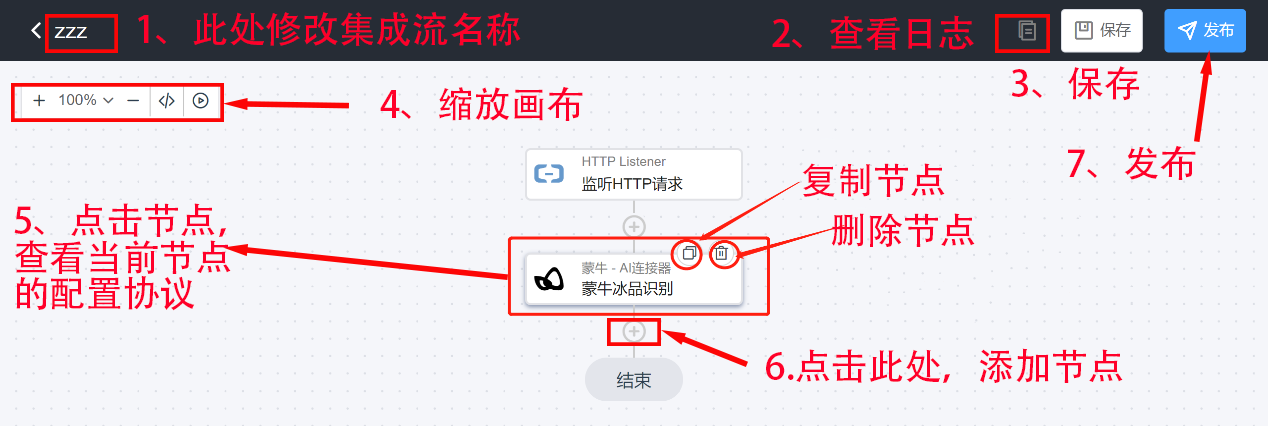 zzz
1、此处修改集成流名称
2、查看日志
保存
发布
3、保存
100%
4、缩放画布
7、发布
HTTP Listener
监听HTTP请求
复制节点
删除节点
5、点击节点,
查看当前节点
的配置协议
蒙牛 - AI连接器
蒙牛冰品识别
6.点击此处, 添加节点
结束